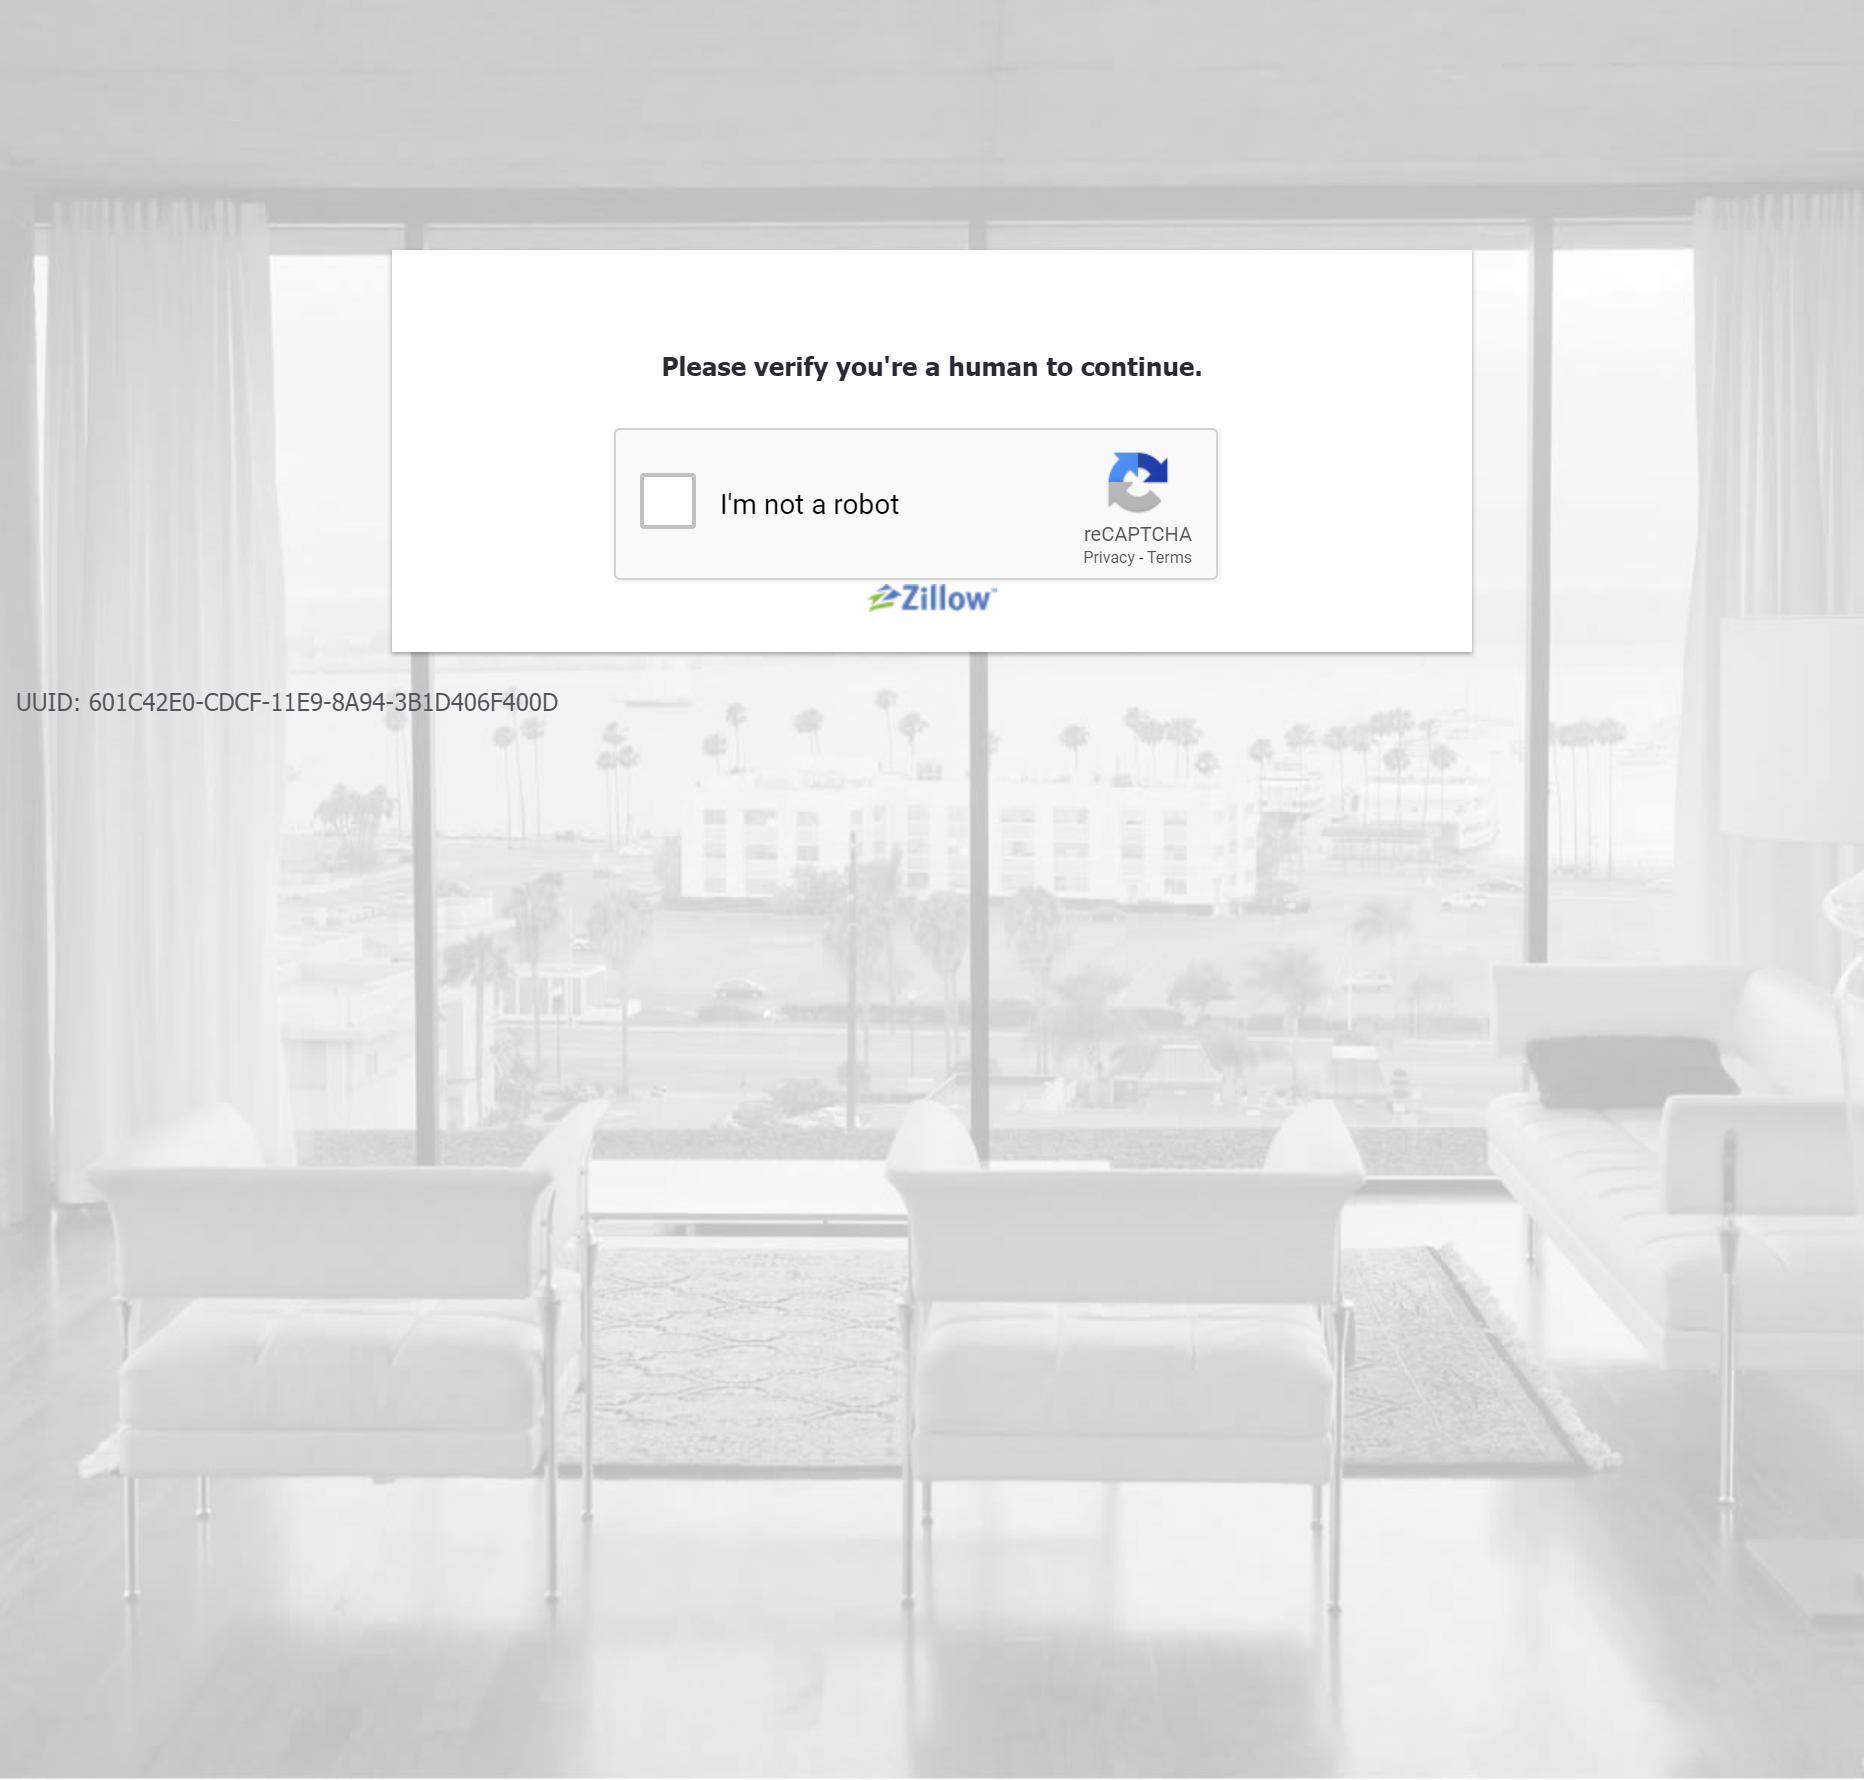 Please verify you're a human to continue.
I'm not a robot
reCAPTCHA
Privacy - Terms
Zillow
UUID: 601C42E0-CDCF-11E9-8A94-3B1D406F400D